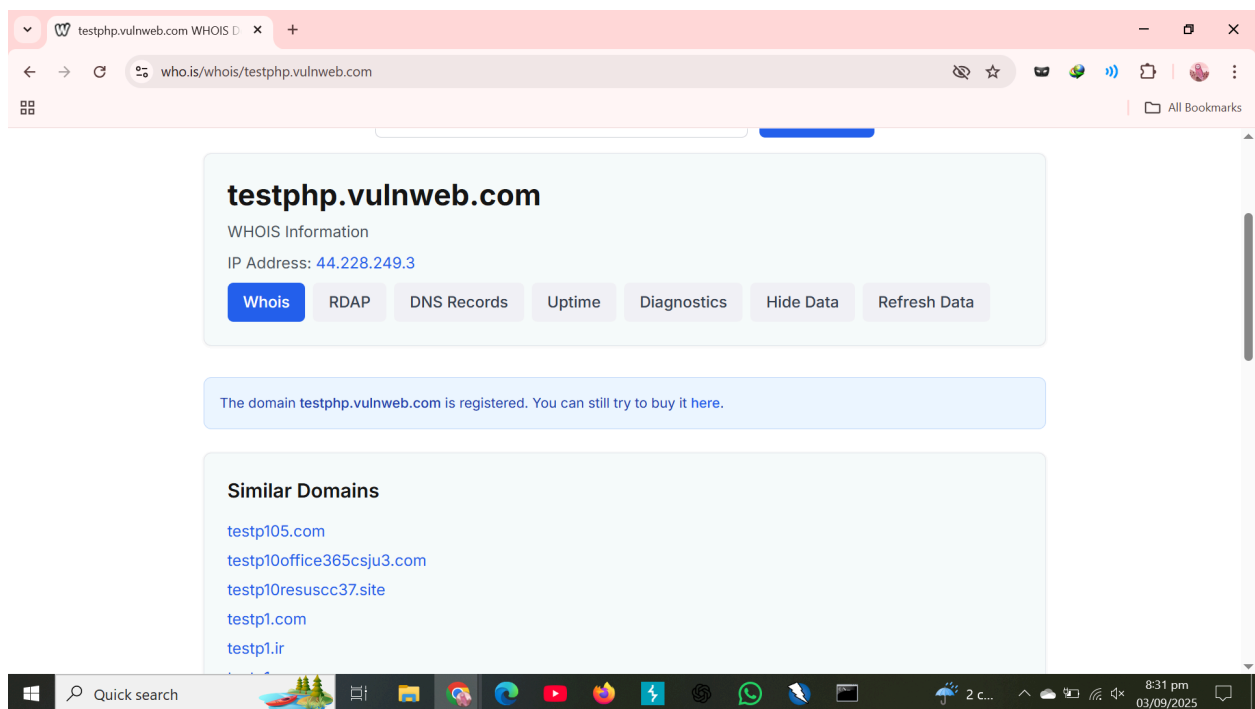 testphp.vulnweb.com WHOIS D
who.is/whois/testphp.vulnweb.com
All Bookmarks
testphp.vulnweb.com
WHOIS Information
IP Address: 44.228.249.3
Whois RDAP DNS Records Uptime Diagnostics Hide Data Refresh Data
The domain testphp.vulnweb.com is registered. You can still try to buy it here.
Similar Domains
testp105.com
testp10office365csju3.com
testp10resuscc37.site
testp1.com
testp1.ir
Quick search
2 c...
8:31 pm
03/09/2025